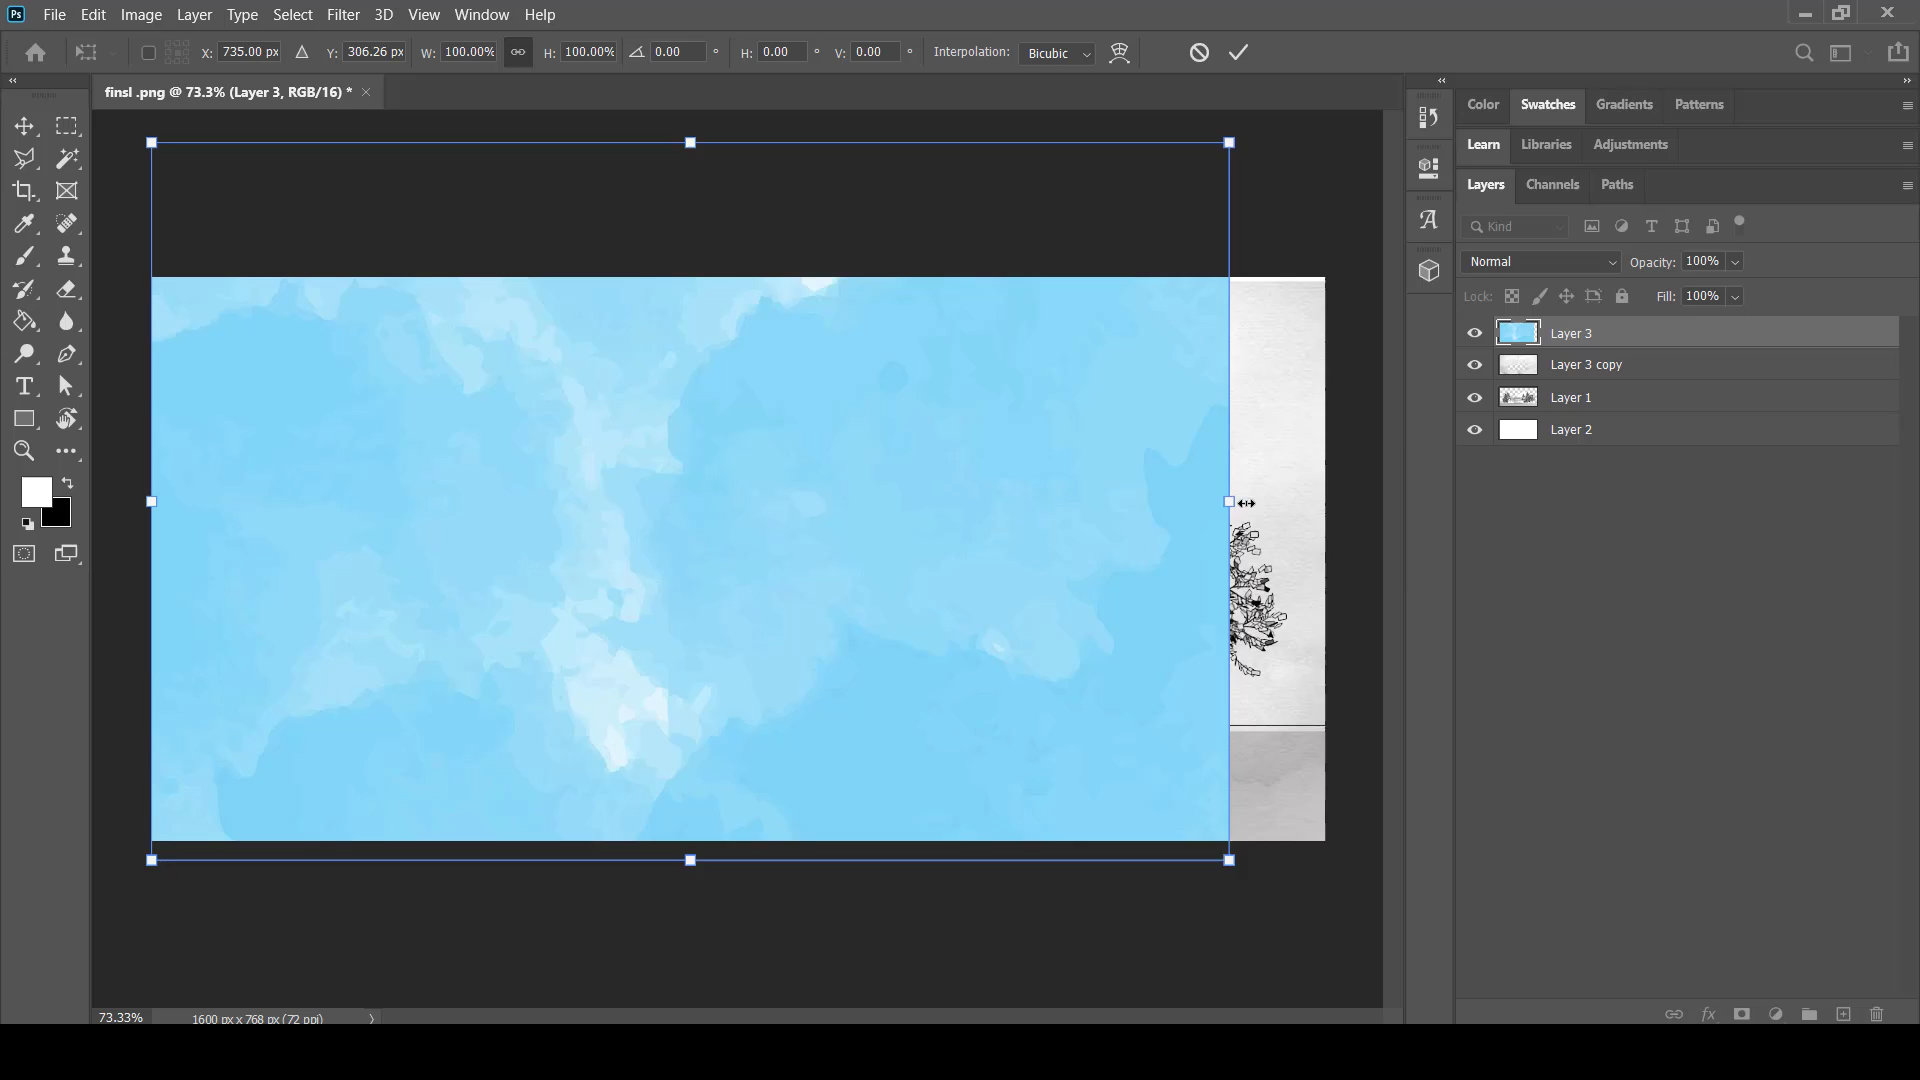 Ps File Edit Image Layer Type Select Filter 3D View Window Help
X: 735.00 px Y: 306.26 px W: 100.00% H: 100.00% 0.00 ° H: 0.00 ° V: 0.00 ° Interpolation: Bicubic
finsl .png @ 73.3% (Layer 3, RGB/16) *
Color Swatches Gradients Patterns
Learn Libraries Adjustments
Layers Channels Paths
Kind
Normal Opacity: 100%
Lock: Fill: 100%
Layer 3
Layer 3 copy
Layer 1
Layer 2
73.33% 1600 px x 768 px (72 ppi)